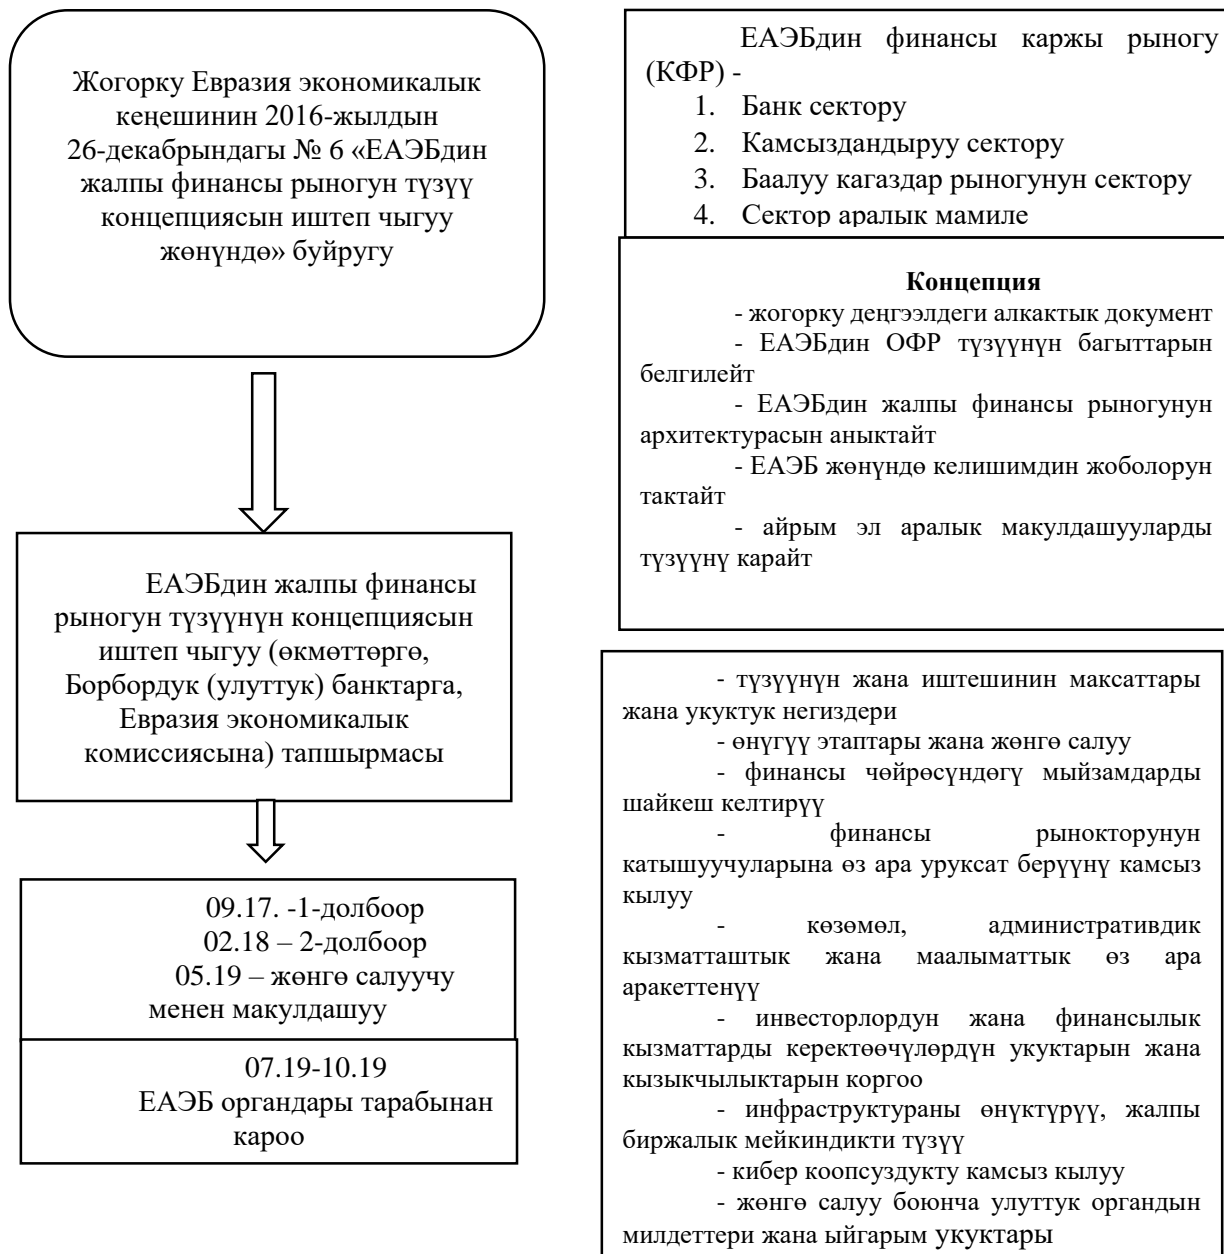 Жогорку Евразия экономикалык
кеңешинин 2016-жылдын
26-декабрындагы № 6 «ЕАЭБдин
жалпы финансы рыногун түзүү
концепциясын иштеп чыгуу
жөнүндө» буйругу
ЕАЭБдин жалпы финансы
рыногун түзүүнүн концепциясын
иштеп чыгуу (өкмөттөргө,
Борбордук (улуттук) банктарга,
Евразия экономикалык
комиссиясына) тапшырмасы
09.17. -1-долбоор
02.18 – 2-долбоор
05.19 – жөнгө салуучу
менен макулдашуу
07.19-10.19
ЕАЭБ органдары тарабынан
кароо
ЕАЭБдин финансы каржы рыногу
(КФР) -
1. Банк сектору
2. Камсыздандыруу сектору
3. Баалуу кагаздар рыногунун сектору
4. Сектор аралык мамиле
Концепция
- жогорку деңгээлдеги алкактык документ
- ЕАЭБдин ОФР түзүүнүн багыттарын
белгилейт
- ЕАЭБдин жалпы финансы рыногунун
архитектурасын аныктайт
- ЕАЭБ жөнүндө келишимдин жоболорун
тактайт
- айрым эл аралык макулдашууларды
түзүүнү карайт
- түзүүнүн жана иштешинин максаттары
жана укуктук негиздери
- өнүгүү этаптары жана жөнгө салуу
- финансы чөйрөсүндөгү мыйзамдарды
шайкеш келтирүү
- финансы рынокторунун
катышуучуларына өз ара уруксат берүүнү камсыз
кылуу
- көзөмөл, административдик
кызматташтык жана маалыматтык өз ара
аракеттенүү
- инвесторлордун жана финансылык
кызматтарды керектөөчүлөрдүн укуктарын жана
кызыкчылыктарын коргоо
- инфраструктураны өнүктүрүү, жалпы
биржалык мейкиндикти түзүү
- кибер коопсуздукту камсыз кылуу
- жөнгө салуу боюнча улуттук органдын
милдеттери жана ыйгарым укуктары